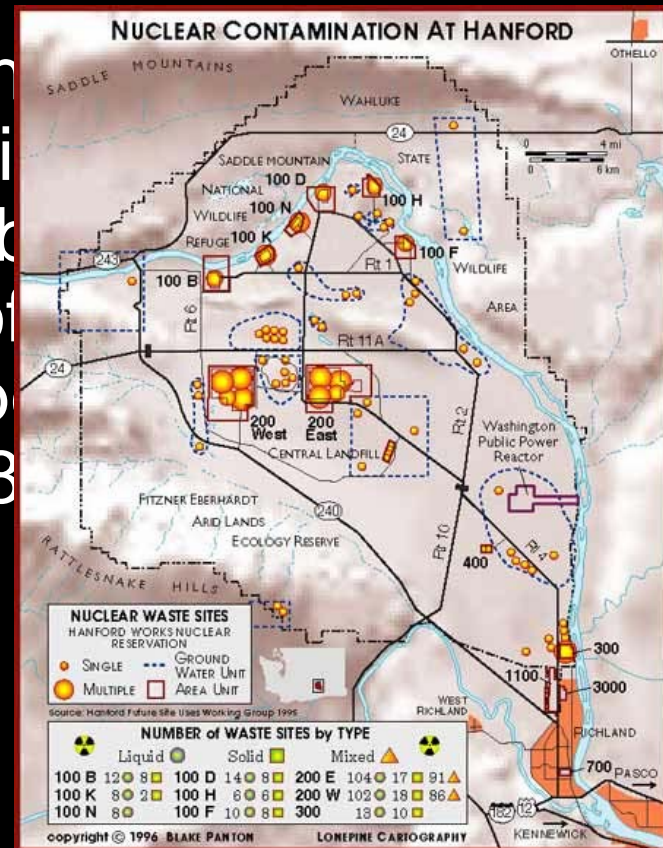 NUCLEAR CONTAMINATION AT HANFORD
OTHELLO
SADDLE MOUNTAINS
WAHLUKE
24
0 4 mi
0 6 km
SADDLE MOUNTAIN
STATE
NATIONAL
100 D
100 H
WILDLIFE
100 N
REFUGE
100 K
100 F
243
Rt 1
WILDLIFE
100 B
AREA
Rt 6
Rt 11A
24
200 West
200 East
Rt 2
Washington
Public Power
Reactor
CENTRAL LANDFILL
FITZNER EBERHARDT
ARID LANDS
ECOLOGY RESERVE
240
Rt 10
Rt 4
400
RATTLESNAKE HILLS
NUCLEAR WASTE SITES
HANFORD WORKS NUCLEAR
RESERVATION
SINGLE
GROUND
WATER UNIT
MULTIPLE
AREA UNIT
300
1100
3000
Source: Hanford Future Site Uses Working Group 1995
WEST
RICHLAND
RICHLAND
NUMBER of WASTE SITES by TYPE
Liquid Solid Mixed
100 B 12 8 100 D 14 8 200 E 104 17 91
100 K 8 2 100 H 6 6 200 W 102 18 86
100 N 8 100 F 10 8 300 13 10
700
PASCO
182 12
KENNEWICK
copyright © 1996 BLAKE PANTON LONEPINE CARTOGRAPHY